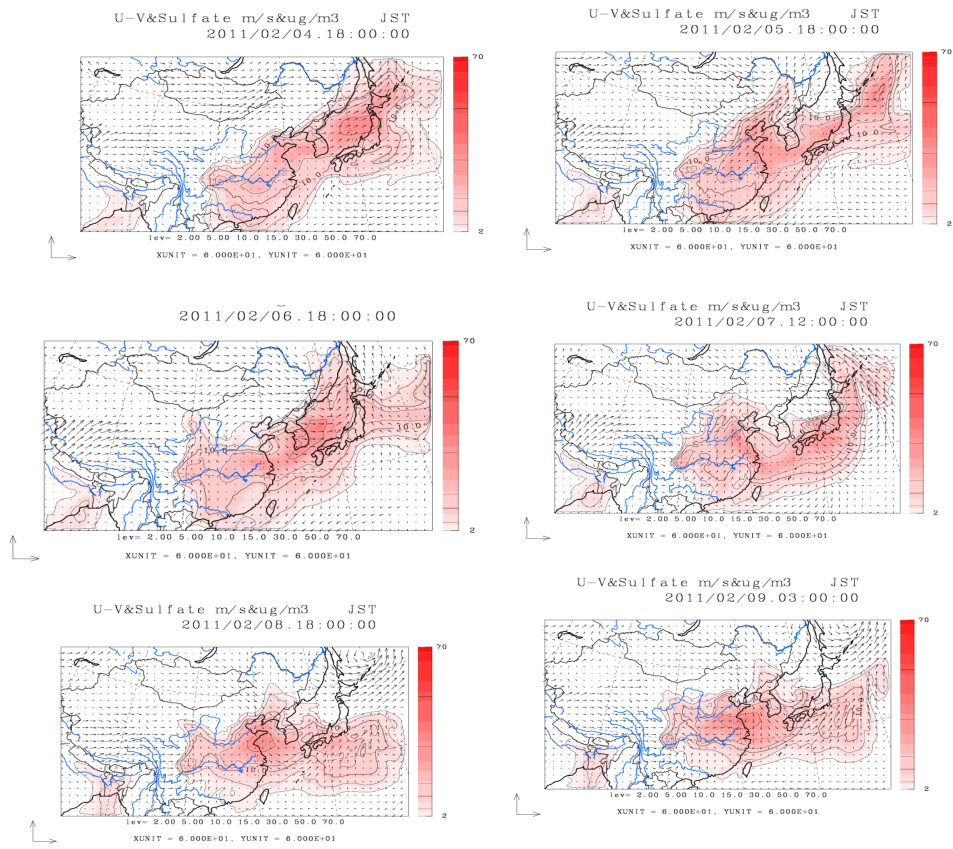 U-V&Sulfate m/s&ug/m3 JST
2011/02/04.18:00:00
70
10.0
2
lev= 2.00 5.00 10.0 15.0 30.0 50.0 70.0
XUNIT = 6.000E+01, YUNIT = 6.000E+01
U-V&Sulfate m/s&ug/m3 JST
2011/02/05.18:00:00
70
10.0
2
lev= 2.00 5.00 10.0 15.0 30.0 50.0 70.0
XUNIT = 6.000E+01, YUNIT = 6.000E+01
2011/02/06.18:00:00
70
10.0
2
lev= 2.00 5.00 10.0 15.0 30.0 50.0 70.0
XUNIT = 6.000E+01, YUNIT = 6.000E+01
U-V&Sulfate m/s&ug/m3 JST
2011/02/07.12:00:00
70
2
lev= 2.00 5.00 10.0 15.0 30.0 50.0 70.0
XUNIT = 6.000E+01, YUNIT = 6.000E+01
U-V&Sulfate m/s&ug/m3 JST
2011/02/08.18:00:00
70
2
lev= 2.00 5.00 10.0 15.0 30.0 50.0 70.0
XUNIT = 6.000E+01, YUNIT = 6.000E+01
U-V&Sulfate m/s&ug/m3 JST
2011/02/09.03:00:00
70
2
lev= 2.00 5.00 10.0 15.0 30.0 50.0 70.0
XUNIT = 6.000E+01, YUNIT = 6.000E+01